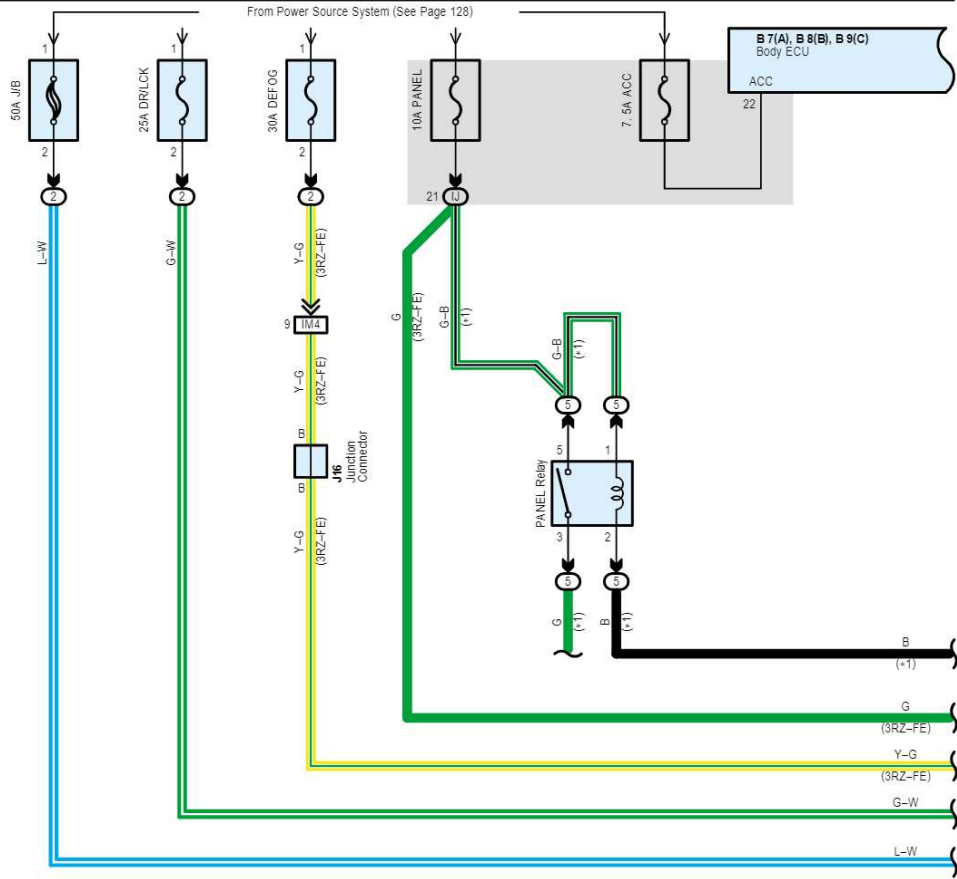 From Power Source System (See Page 128)
B 7(A), B 8(B), B 9(C)
Body ECU
ACC
22
1
1
1
50A J/B
25A DR/LCK
30A DEFOG
10A PANEL
7. 5A ACC
2
2
2
2
2
2
21
IJ
L–W
G–W
Y–G
(3RZ–FE)
G
(3RZ–FE)
G–B
(*1)
9
IM4
G–B
(*1)
Y–G
(3RZ–FE)
5
5
B
J16
Junction
Connector
B
5
1
PANEL Relay
3
2
Y–G
(3RZ–FE)
5
5
G
(*1)
B
(*1)
B
(*1)
G
(3RZ–FE)
Y–G
(3RZ–FE)
G–W
L–W